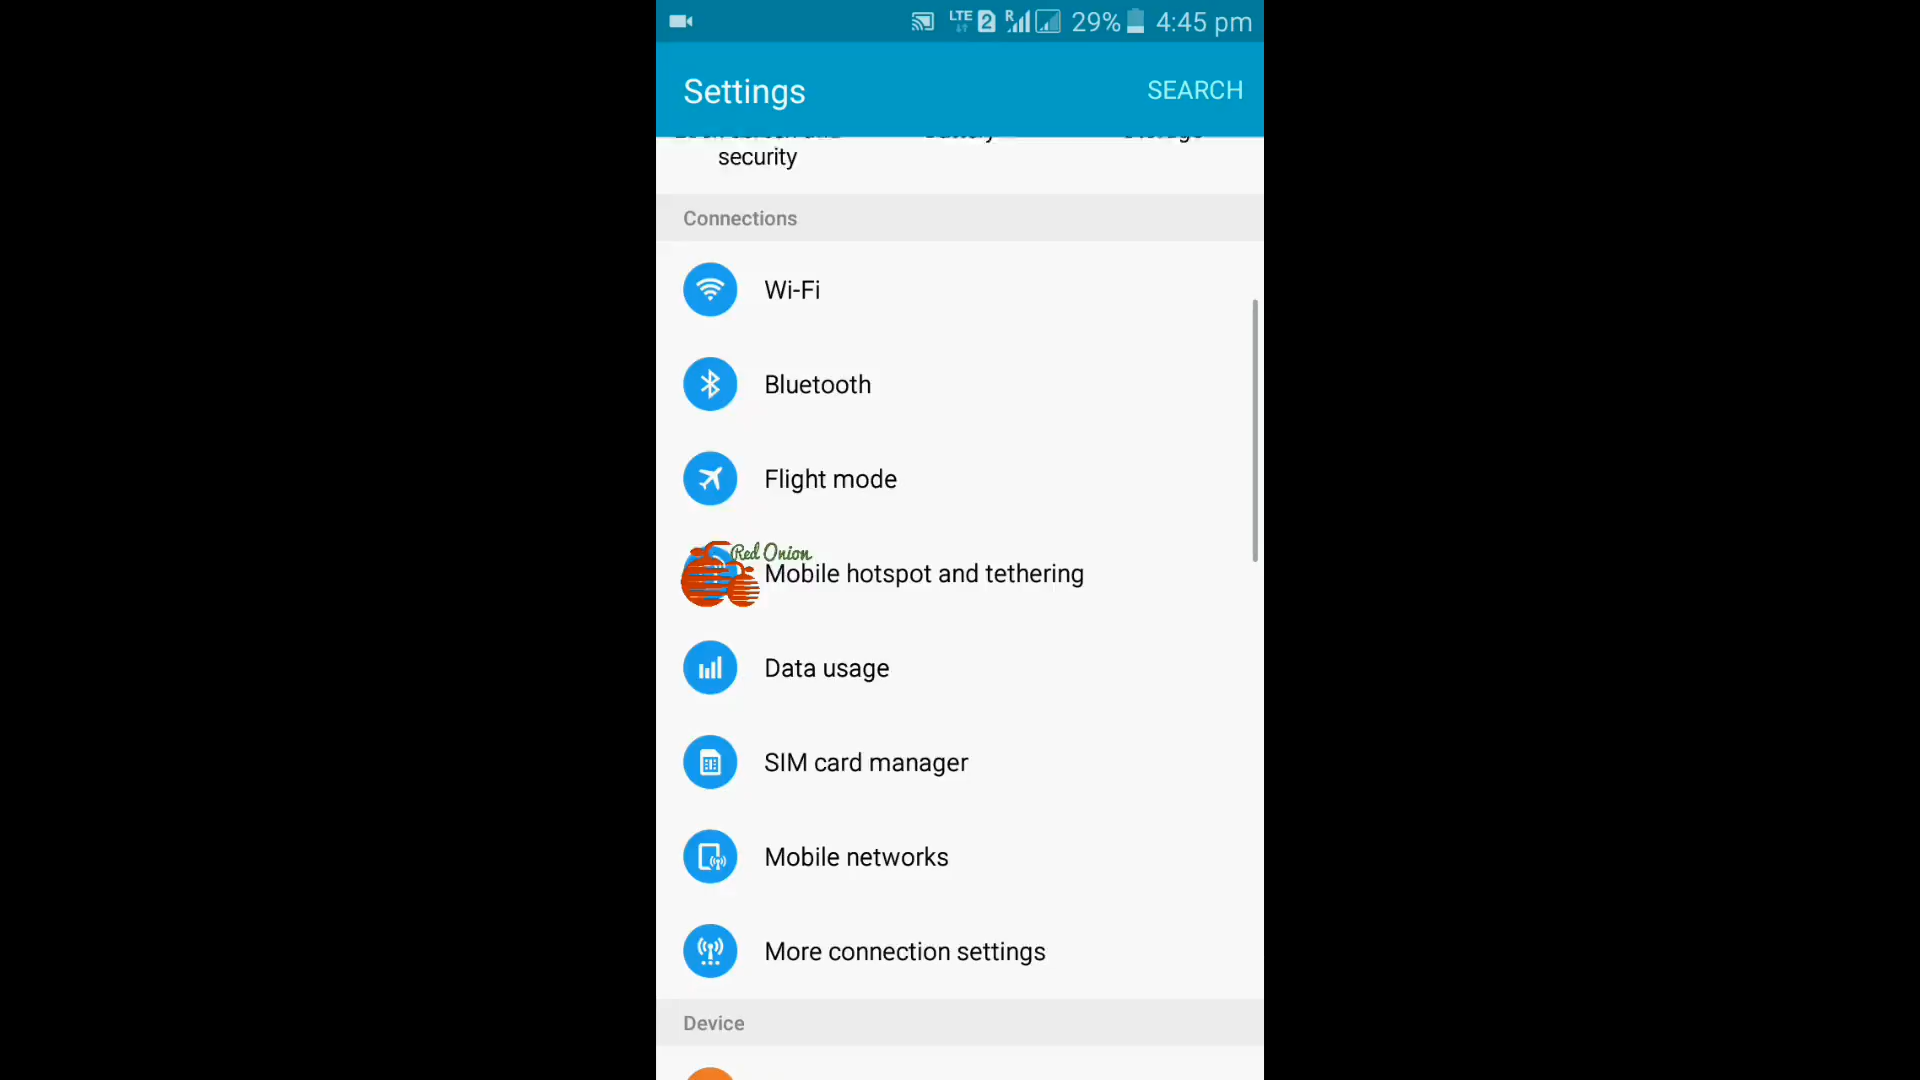 LTE 2 R 29% 4:45 pm
Settings SEARCH
security
Connections
Wi-Fi
Bluetooth
Flight mode
Red Onion
Mobile hotspot and tethering
Data usage
SIM card manager
Mobile networks
More connection settings
Device